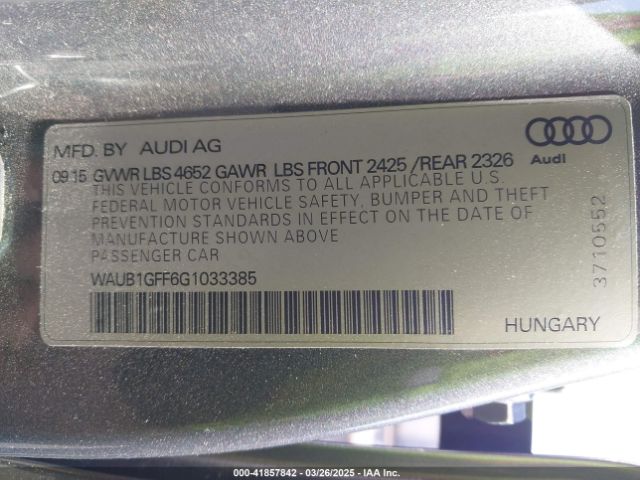 MFD. BY AUDI AG
09 15 GVWR LBS 4652 GAWR LBS FRONT 2425 /REAR 2326
THIS VEHICLE CONFORMS TO ALL APPLICABLE U.S.
FEDERAL MOTOR VEHICLE SAFETY, BUMPER AND THEFT
PREVENTION STANDARDS IN EFFECT ON THE DATE OF
MANUFACTURE SHOWN ABOVE
PASSENGER CAR
WAUB1GFF6G1033385
Audi
3710552
HUNGARY
000-41857842 | 03/26/2025 | IAA Inc.